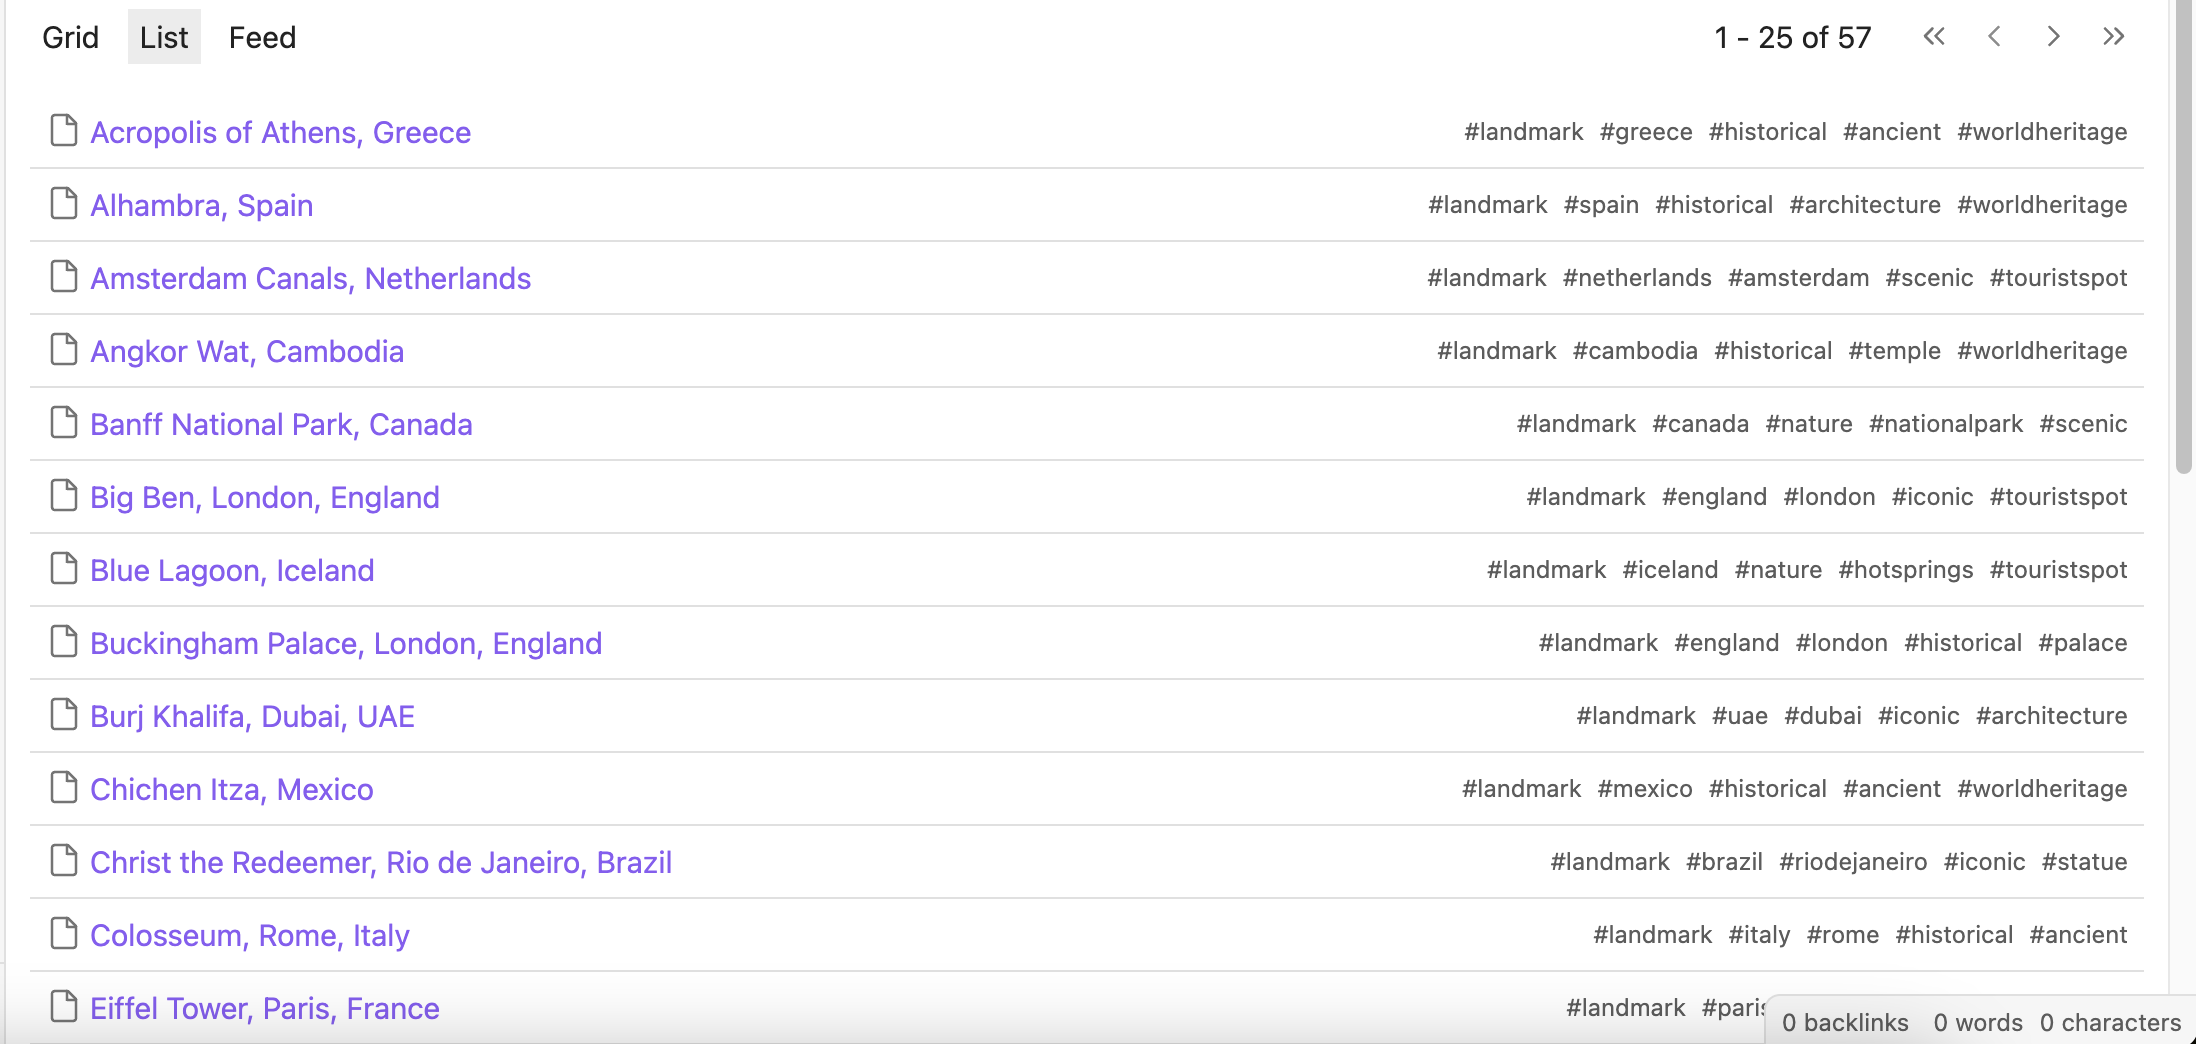 Grid List Feed 1 - 25 of 57
Acropolis of Athens, Greece #landmark #greece #historical #ancient #worldheritage
Alhambra, Spain #landmark #spain #historical #architecture #worldheritage
Amsterdam Canals, Netherlands #landmark #netherlands #amsterdam #scenic #touristspot
Angkor Wat, Cambodia #landmark #cambodia #historical #temple #worldheritage
Banff National Park, Canada #landmark #canada #nature #nationalpark #scenic
Big Ben, London, England #landmark #england #london #iconic #touristspot
Blue Lagoon, Iceland #landmark #iceland #nature #hotsprings #touristspot
Buckingham Palace, London, England #landmark #england #london #historical #palace
Burj Khalifa, Dubai, UAE #landmark #uae #dubai #iconic #architecture
Chichen Itza, Mexico #landmark #mexico #historical #ancient #worldheritage
Christ the Redeemer, Rio de Janeiro, Brazil #landmark #brazil #riodejaneiro #iconic #statue
Colosseum, Rome, Italy #landmark #italy #rome #historical #ancient
Eiffel Tower, Paris, France #landmark
0 backlinks 0 words 0 characters